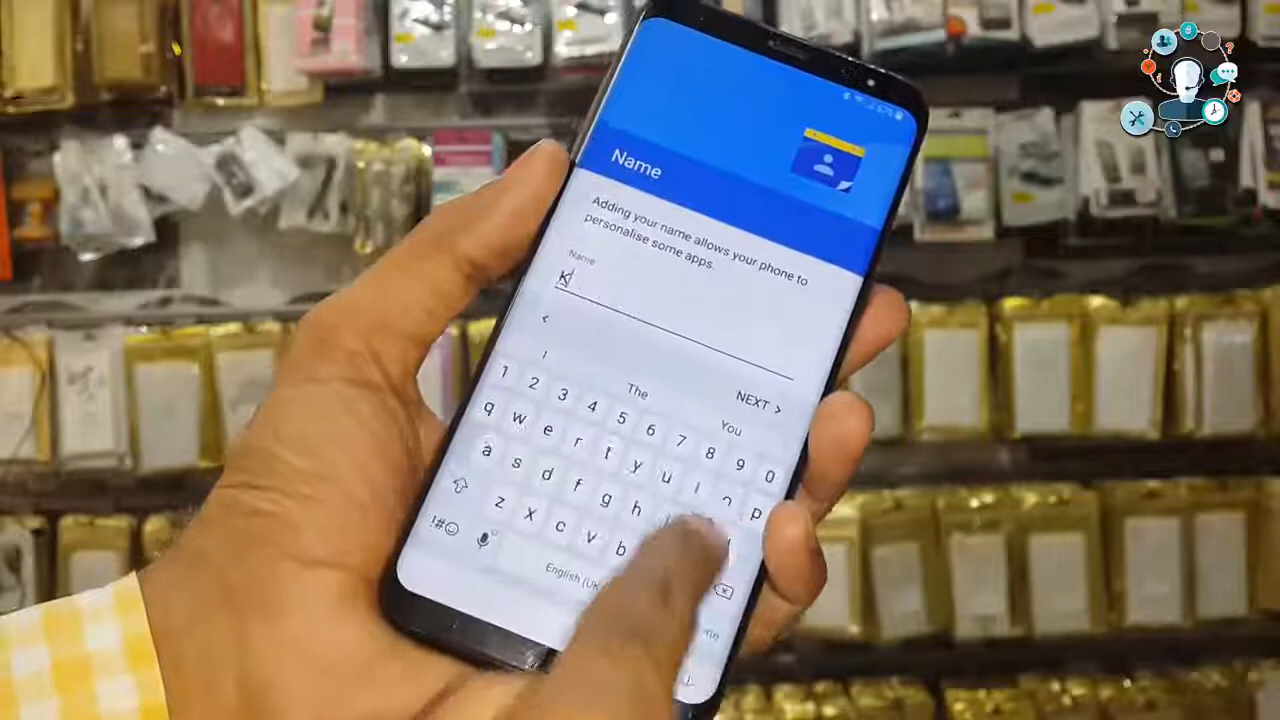 Name
Adding your name allows your phone to
personalise some apps.
Name
K
NEXT
The
You
1 2 3 4 5 6 7 8 9 0
q w e r t y u i o p
a s d f g h
z x c v b
!#☺
English (UK